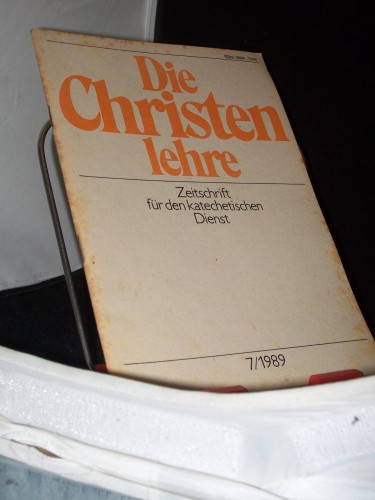 Die
Christen
lehre
Zeitschrift
für den katechetischen
Dienst
7/1989